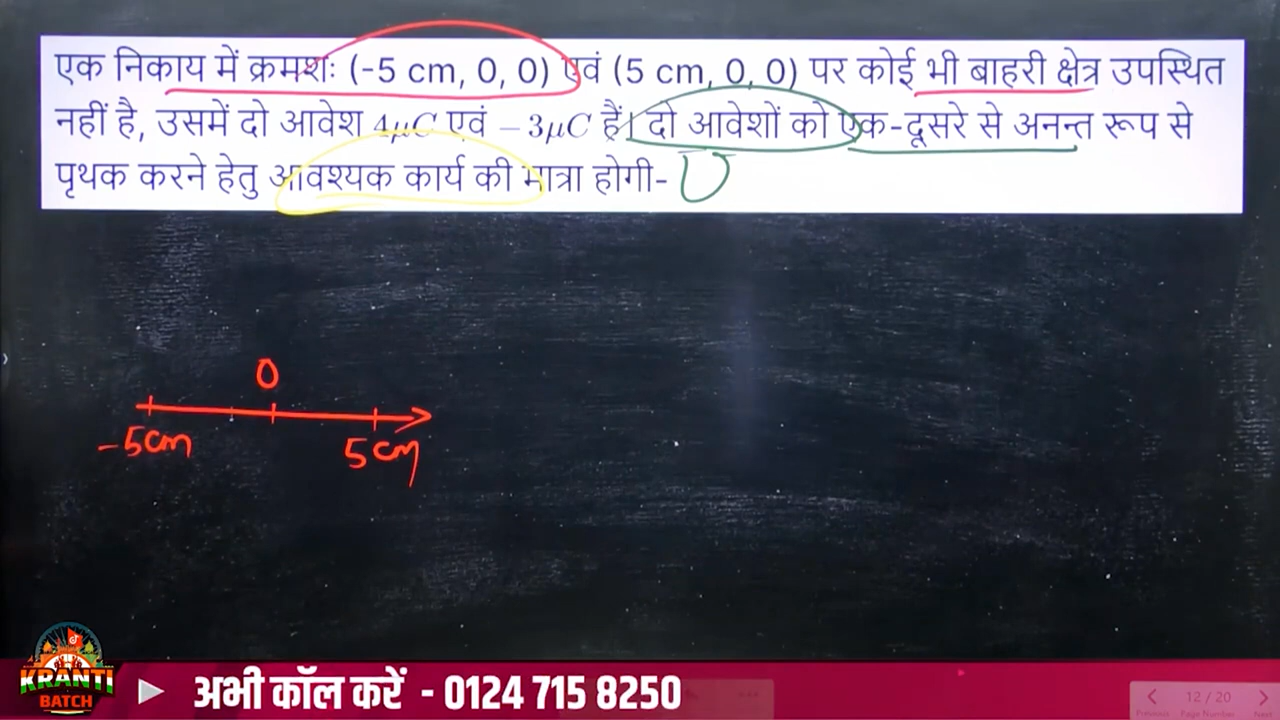 एक निकाय में क्रमशः (-5 cm, 0, 0) एवं (5 cm, 0, 0) पर कोई भी बाहरी क्षेत्र उपस्थित
नहीं है, उसमें दो आवेश 4μC एवं – 3μC हैं। दो आवेशों को एक-दूसरे से अनन्त रूप से
पृथक करने हेतु आवश्यक कार्य की मात्रा होगी- U
0
-5cm 5cm
KRANTI
BATCH
अभी कॉल करें - 0124 715 8250
12 / 20
Page Number